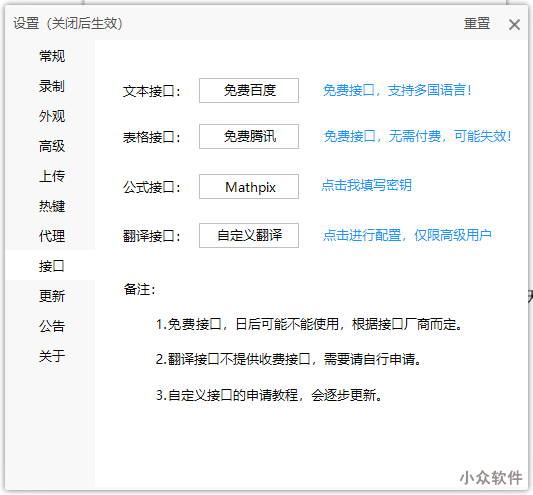 设置（关闭后生效）
重置
常规
录制
外观
高级
上传
热键
代理
接口
更新
公告
关于
文本接口： 免费百度 免费接口，支持多国语言！
表格接口： 免费腾讯 免费接口，无需付费，可能失效！
公式接口： Mathpix 点击我填写密钥
翻译接口： 自定义翻译 点击进行配置，仅限高级用户
备注：
1.免费接口，日后可能不能使用，根据接口厂商而定。
2.翻译接口不提供收费接口，需要请自行申请。
3.自定义接口的申请教程，会逐步更新。
小众软件